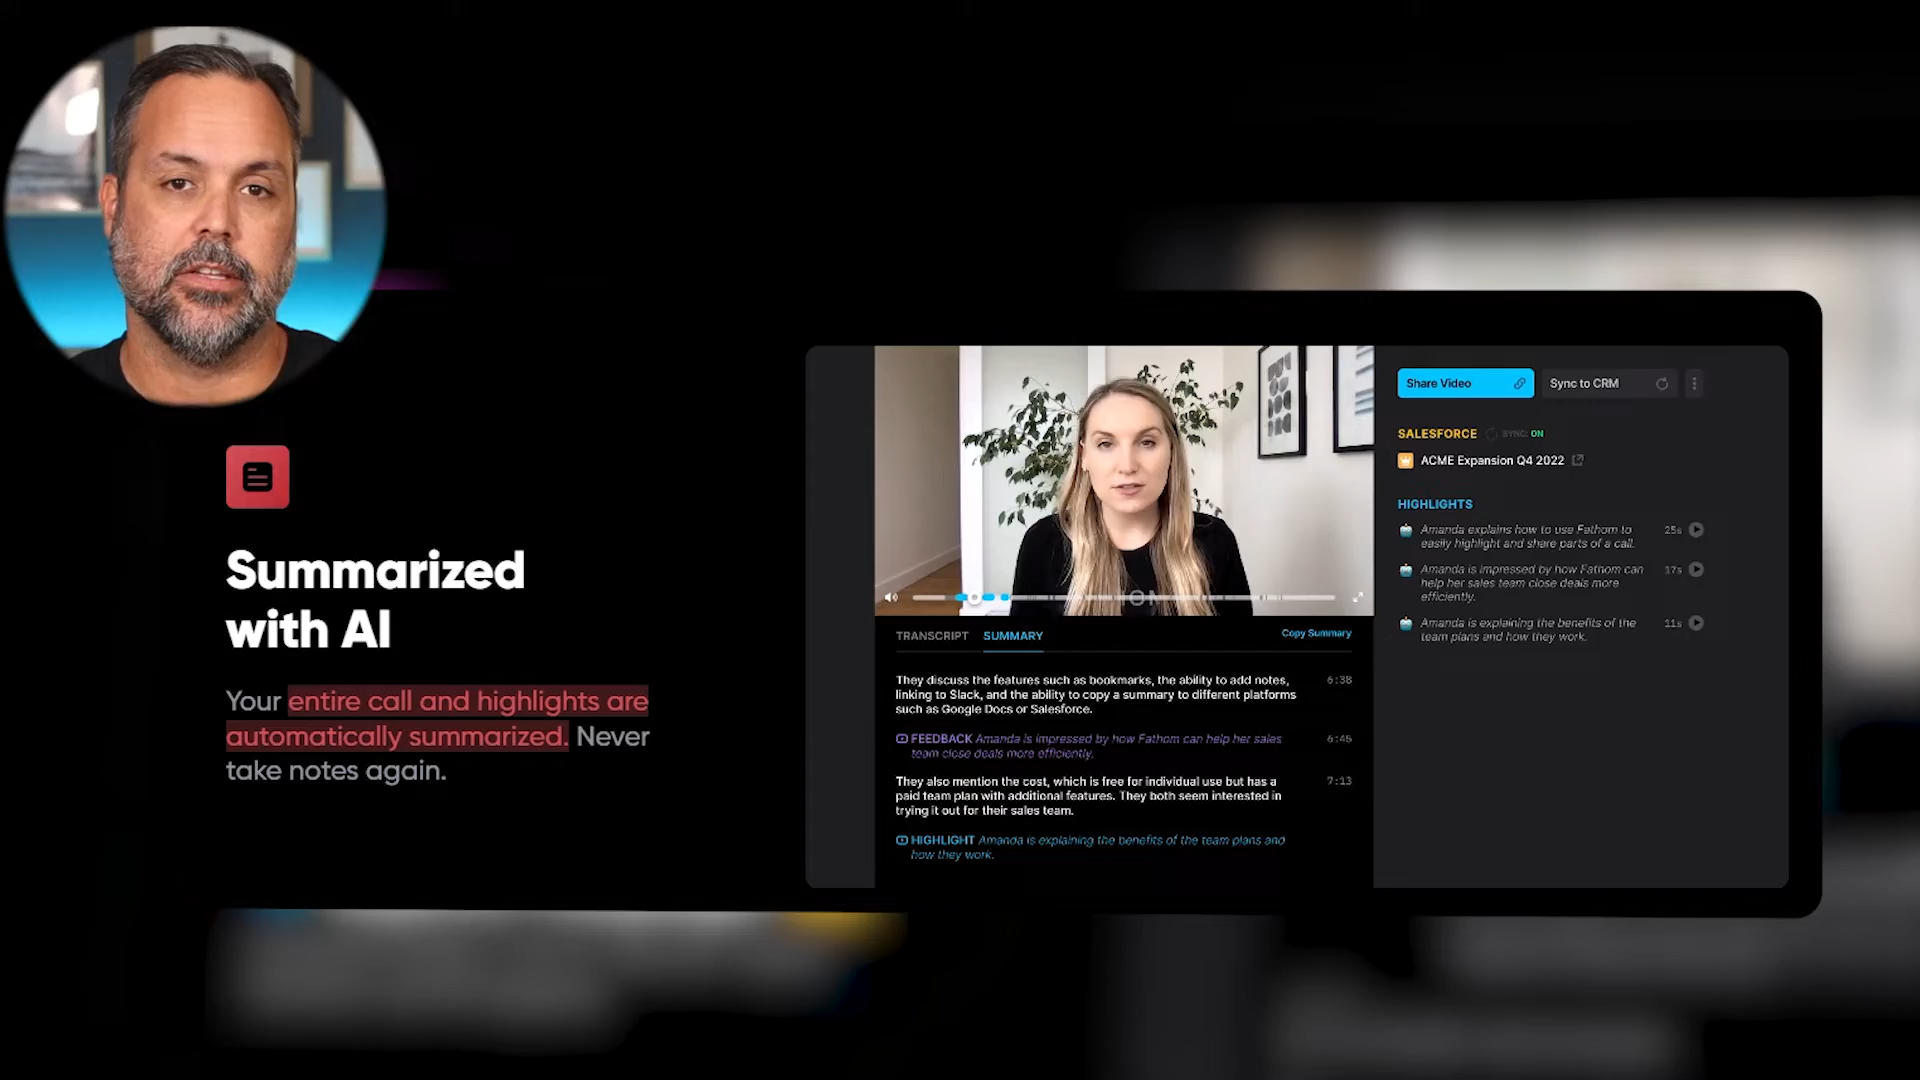 Summarized
with AI
Your entire call and highlights are
automatically summarized. Never
take notes again.
TRANSCRIPT SUMMARY Copy Summary
They discuss the features such as bookmarks, the ability to add notes, 6:38
linking to Slack, and the ability to copy a summary to different platforms
such as Google Docs or Salesforce.
FEEDBACK Amanda is impressed by how Fathom can help her sales 6:45
team close deals more efficiently.
They also mention the cost, which is free for individual use but has a 7:13
paid team plan with additional features. They both seem interested in
trying it out for their sales team.
HIGHLIGHT Amanda is explaining the benefits of the team plans and
how they work.
Share Video Sync to CRM
SALESFORCE SYNC: ON
ACME Expansion Q4 2022
HIGHLIGHTS
Amanda explains how to use Fathom to 25s
easily highlight and share parts of a call.
Amanda is impressed by how Fathom can 17s
help her sales team close deals more
efficiently.
Amanda is explaining the benefits of the 11s
team plans and how they work.